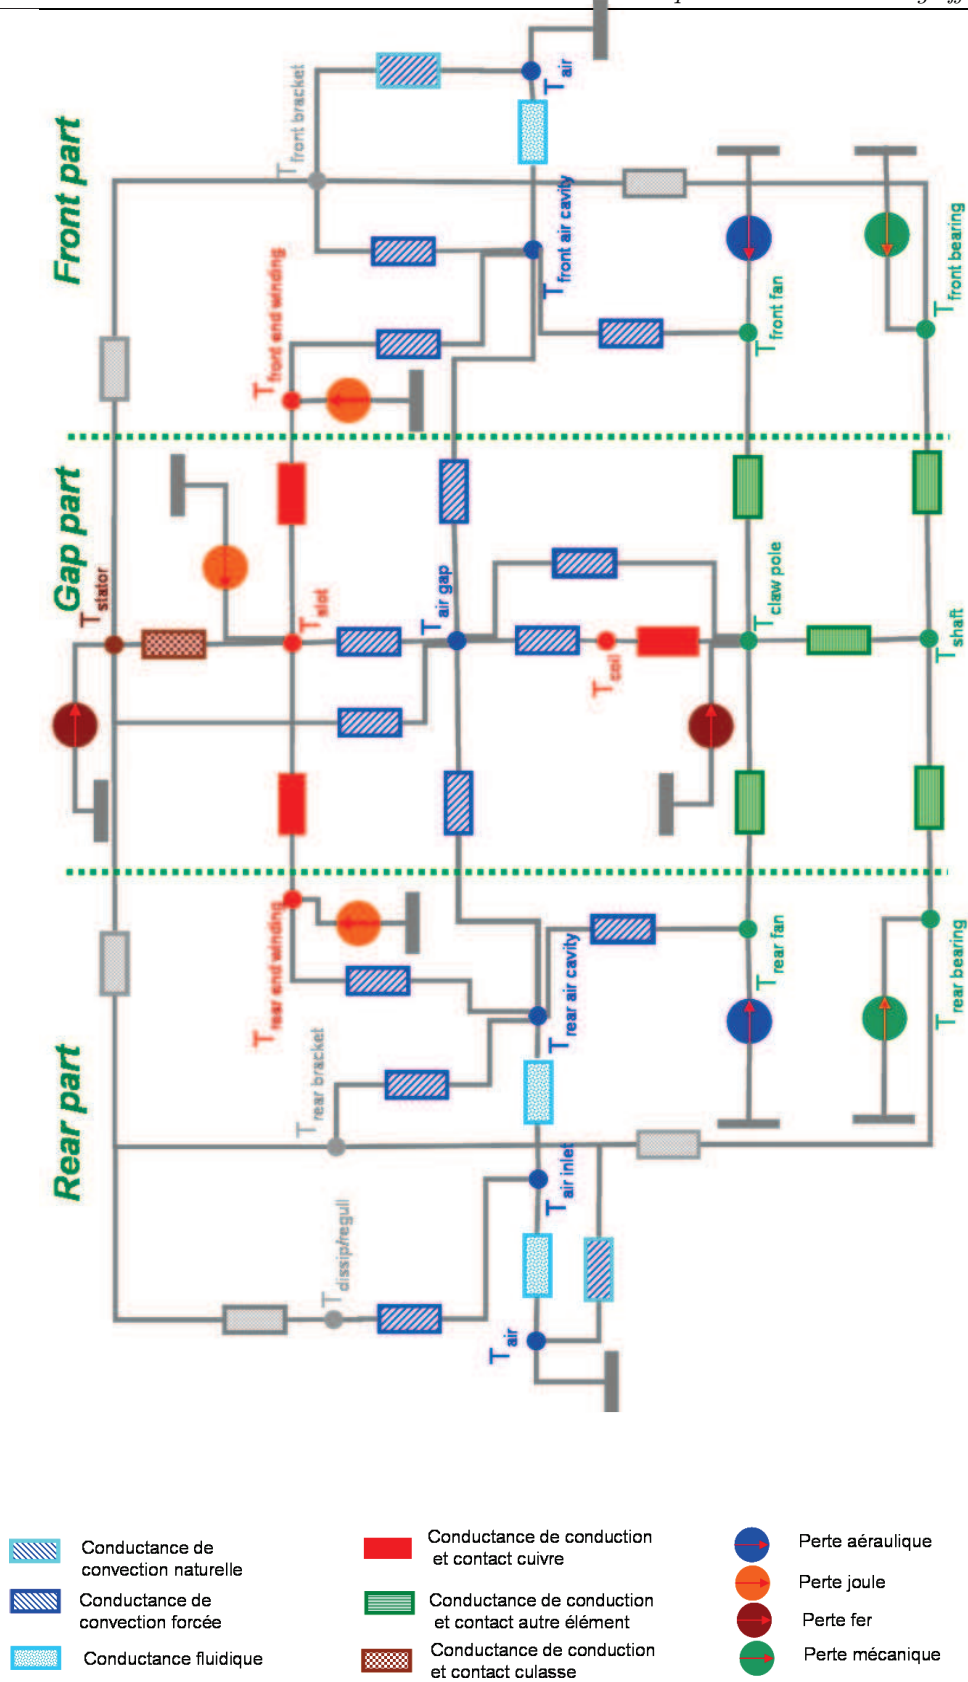 Front part
T front bracket
T air
T front end winding
T front air cavity
T front fan
T front bearing
Gap part
T stator
T slot
T air gap
T coil
T claw pole
T shaft
Rear part
T rear end winding
T rear bracket
T rear air cavity
T rear fan
T rear bearing
T air inlet
T dissip/regull
T air
Conductance de
convection naturelle
Conductance de
convection forcée
Conductance fluidique
Conductance de conduction
et contact cuivre
Conductance de conduction
et contact autre élément
Conductance de conduction
et contact culasse
Perte aéraulique
Perte joule
Perte fer
Perte mécanique